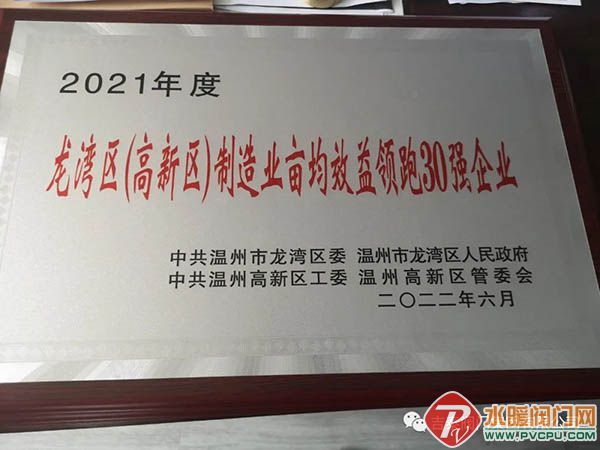 2021年度
龙湾区(高新区)制造业亩均效益领跑30强企业
中共温州市龙湾区委 温州市龙湾区人民政府
中共温州高新区工委 温州高新区管委会
二〇二二年六月
水暖阀门网
WWW.PVCPU.COM